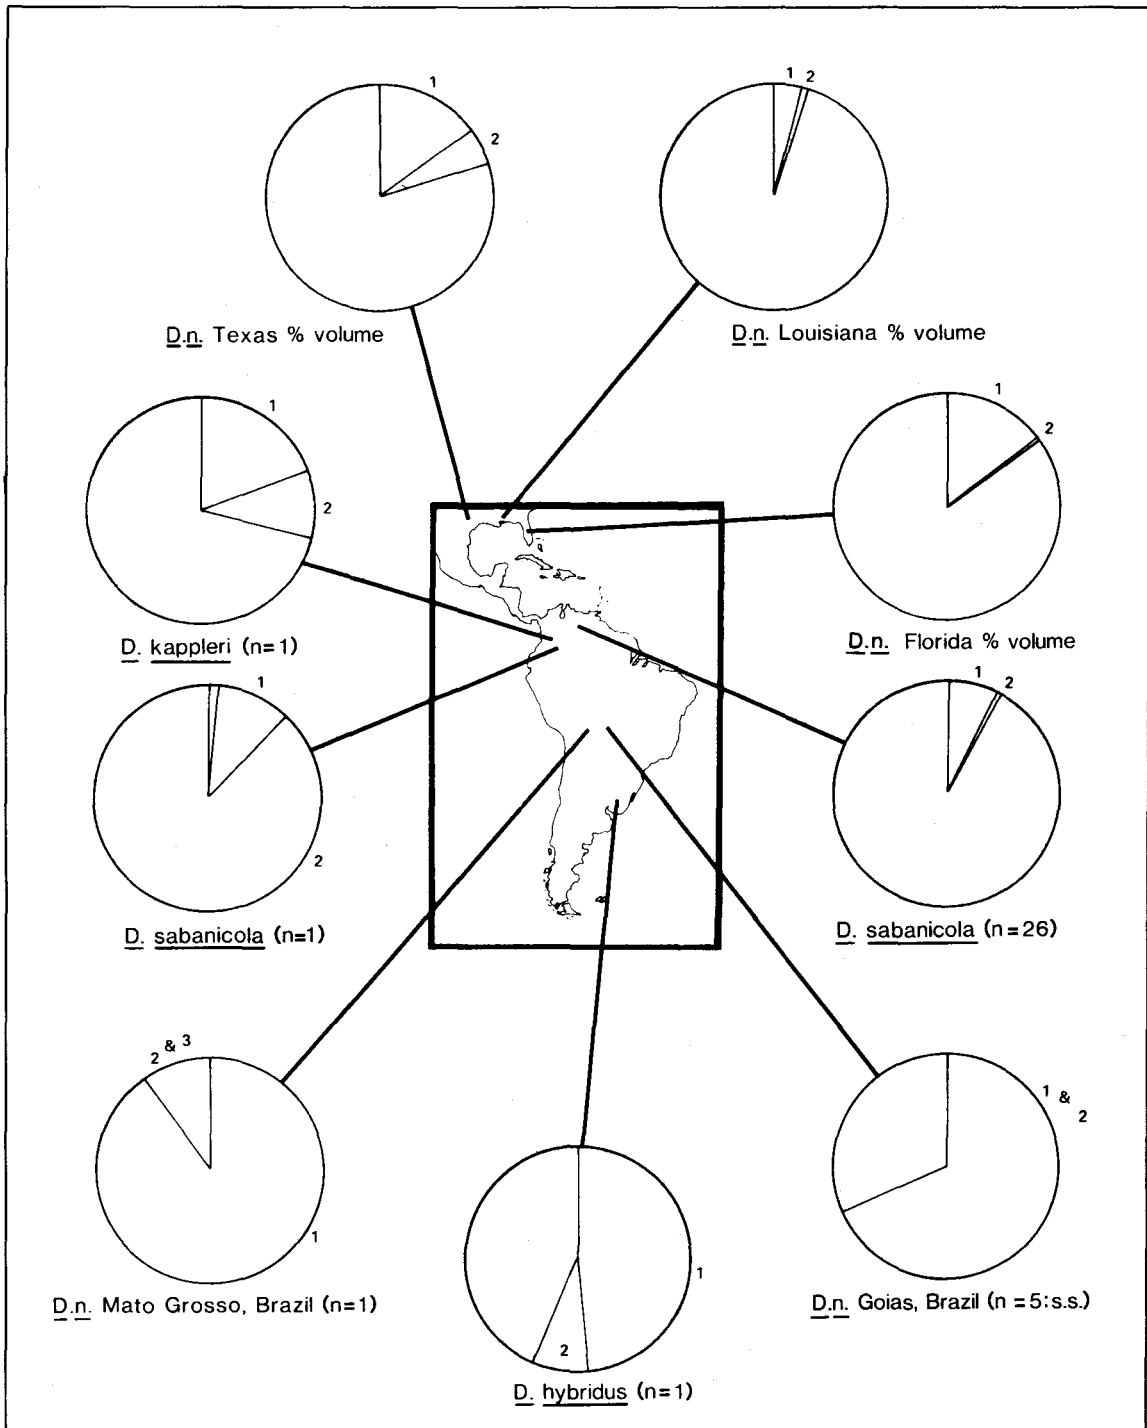 1
2
D.n. Texas % volume
1 2
D.n. Louisiana % volume
1
2
D. kappleri (n=1)
1
2
D.n. Florida % volume
1
2
D. sabanicola (n=1)
1 2
D. sabanicola (n=26)
2 & 3
1
D.n. Mato Grosso, Brazil (n=1)
1
2
D. hybridus (n=1)
1 &
2
D.n. Goias, Brazil (n=5:s.s.)